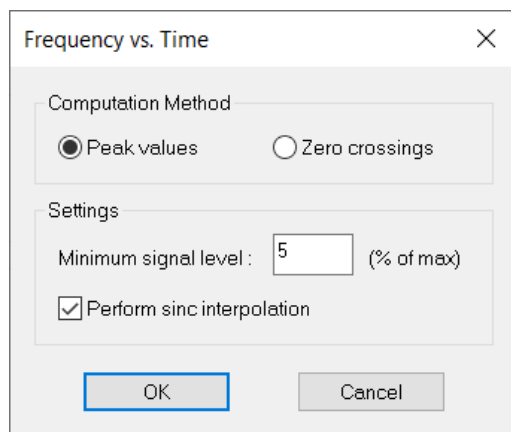 Frequency vs. Time
Computation Method
Peak values
Zero crossings
Settings
Minimum signal level :
5
(% of max)
Perform sinc interpolation
OK
Cancel